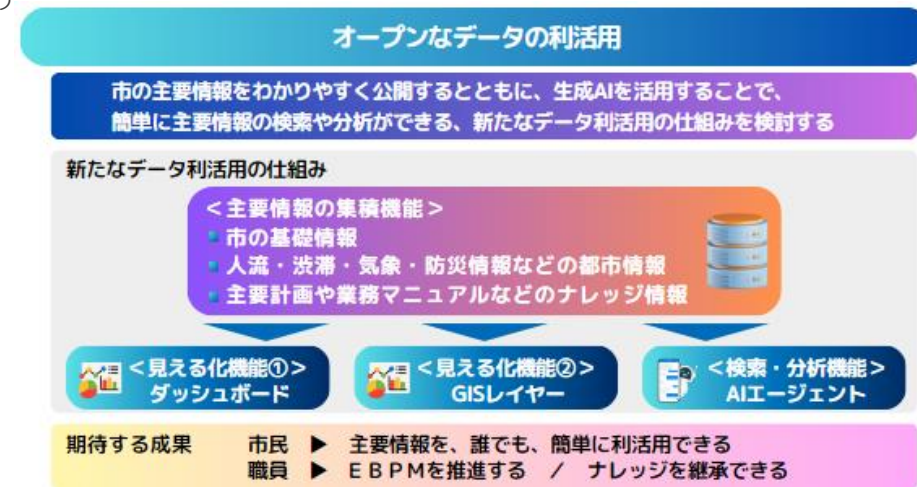 オープンなデータの利活用
市の主要情報をわかりやすく公開するとともに、生成AIを活用することで、
簡単に主要情報の検索や分析ができる、新たなデータ利活用の仕組みを検討する
新たなデータ利活用の仕組み
＜主要情報の集積機能＞
市の基礎情報
人流・渋滞・気象・防災情報などの都市情報
主要計画や業務マニュアルなどのナレッジ情報
＜見える化機能①＞
ダッシュボード
＜見える化機能②＞
GISレイヤー
＜検索・分析機能＞
AIエージェント
期待する成果 市民 ▶ 主要情報を、誰でも、簡単に利活用できる
職員 ▶ ＥＢＰＭを推進する ／ ナレッジを継承できる